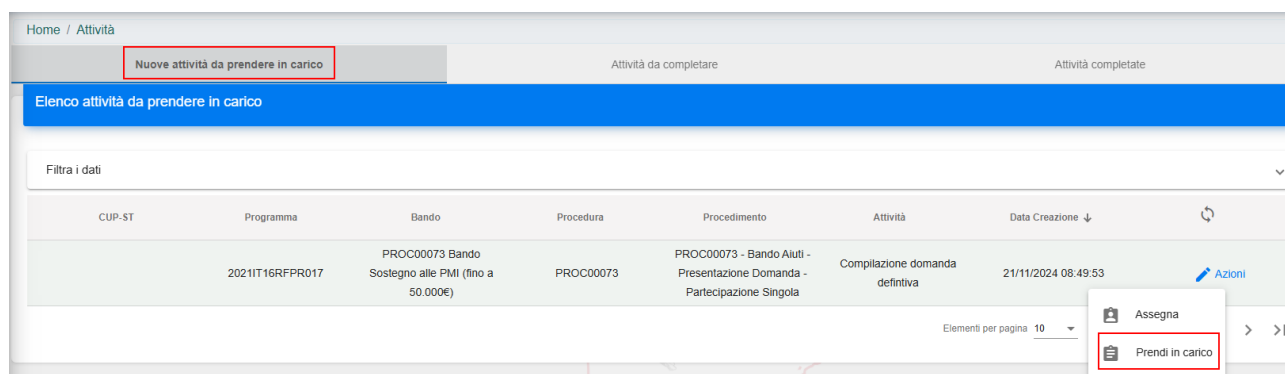 Home / Attività
Nuove attività da prendere in carico
Attività da completare
Attività completate
Elenco attività da prendere in carico
Filtra i dati
CUP-ST Programma Bando Procedura Procedimento Attività Data Creazione
PROC00073 Bando
Sostegno alle PMI (fino a
50.000€)
2021IT16RFPR017
PROC00073
PROC00073 - Bando Aiuti -
Presentazione Domanda -
Partecipazione Singola
Compilazione domanda
defintiva
21/11/2024 08:49:53
Azioni
Assegna
Prendi in carico
Elementi per pagina 10